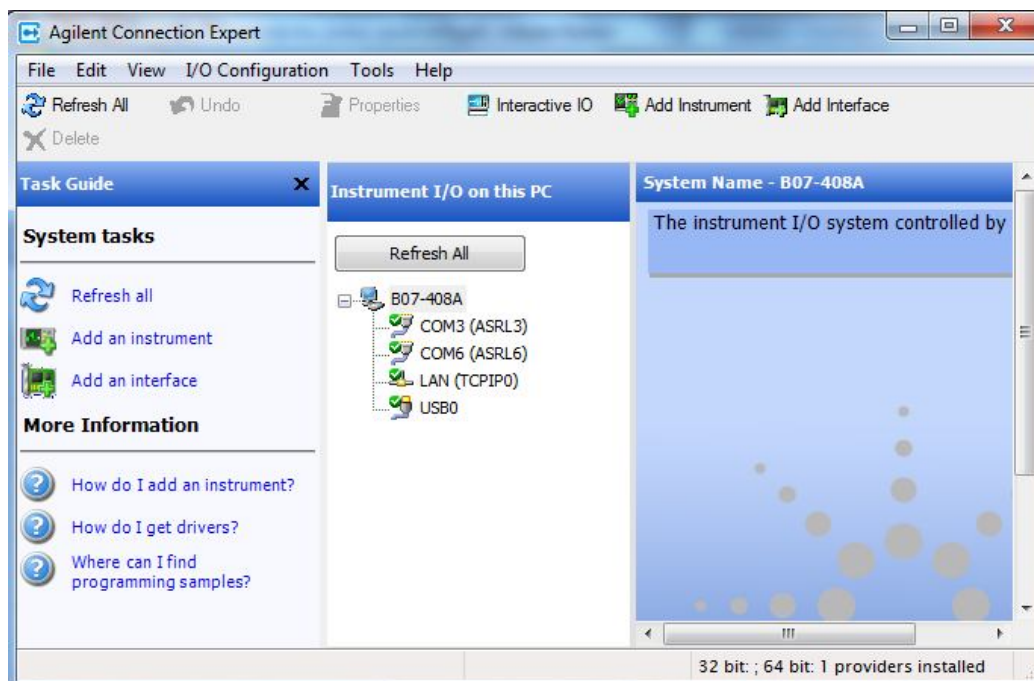 Agilent Connection Expert
File Edit View I/O Configuration Tools Help
Refresh All Undo Properties Interactive IO Add Instrument Add Interface
Delete
Task Guide
System tasks
Refresh all
Add an instrument
Add an interface
More Information
How do I add an instrument?
How do I get drivers?
Where can I find
programming samples?
Instrument I/O on this PC
Refresh All
B07-408A
COM3 (ASRL3)
COM6 (ASRL6)
LAN (TCPIP0)
USB0
System Name - B07-408A
The instrument I/O system controlled by
32 bit: ; 64 bit: 1 providers installed